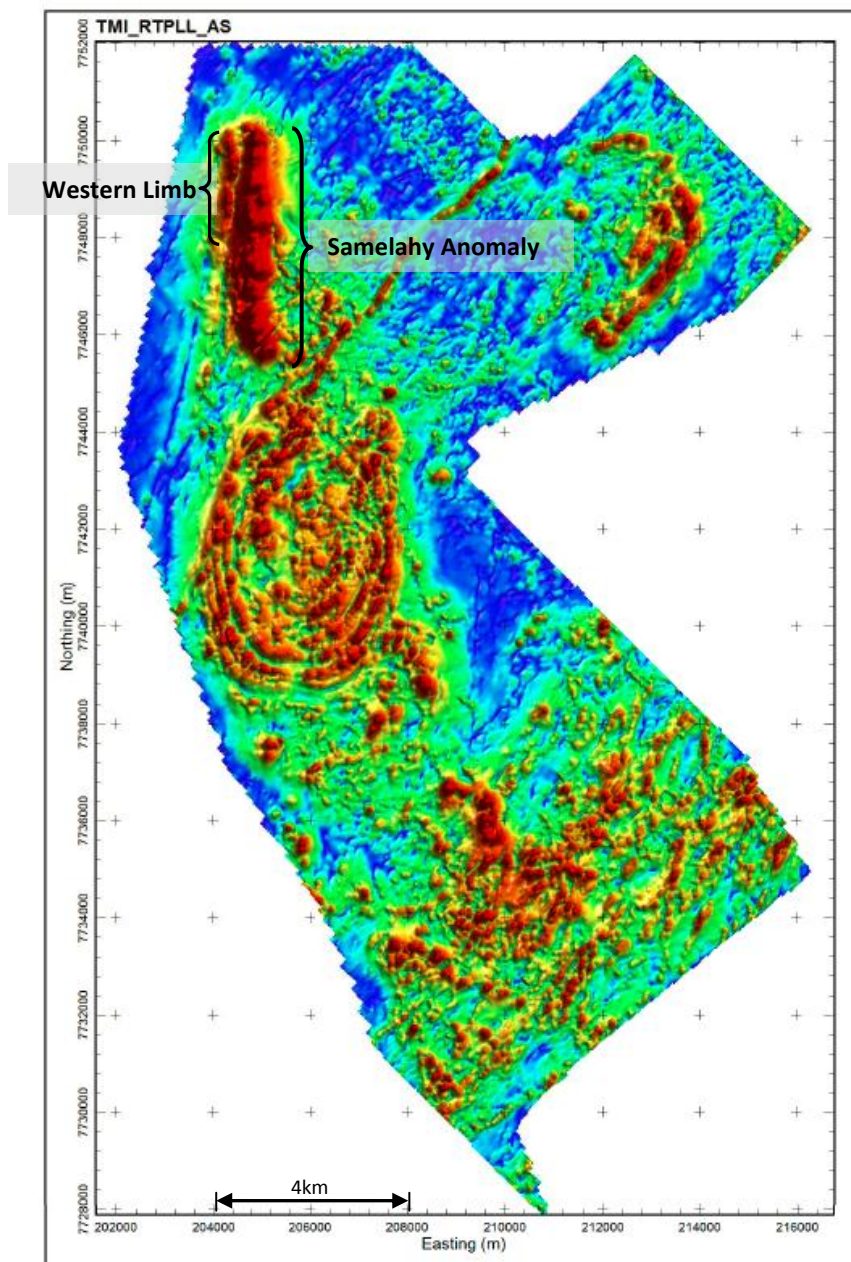 TMI_RTPLL_AS
7752000
7750000
Western Limb
7748000
Samelahy Anomaly
7746000
7744000
7742000
Northing (m)
7740000
7738000
7736000
7734000
7732000
7730000
7728000
4km
202000 204000 206000 208000 210000 212000 214000 216000
Easting (m)